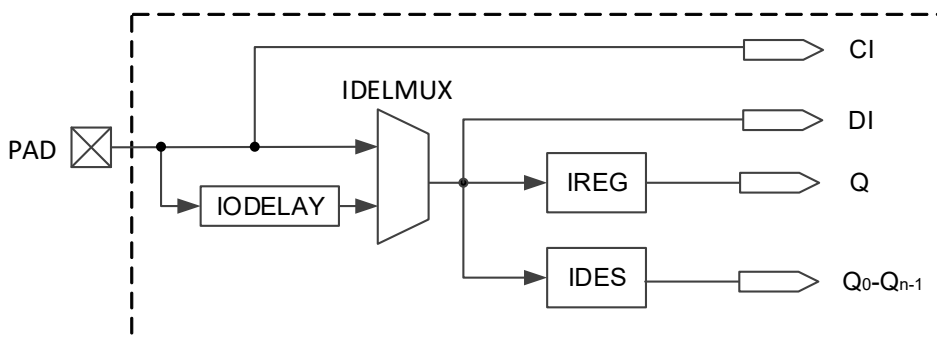 CI
IDELMUX
DI
PAD
IREG
Q
IODELAY
IDES
Q0-Qn-1